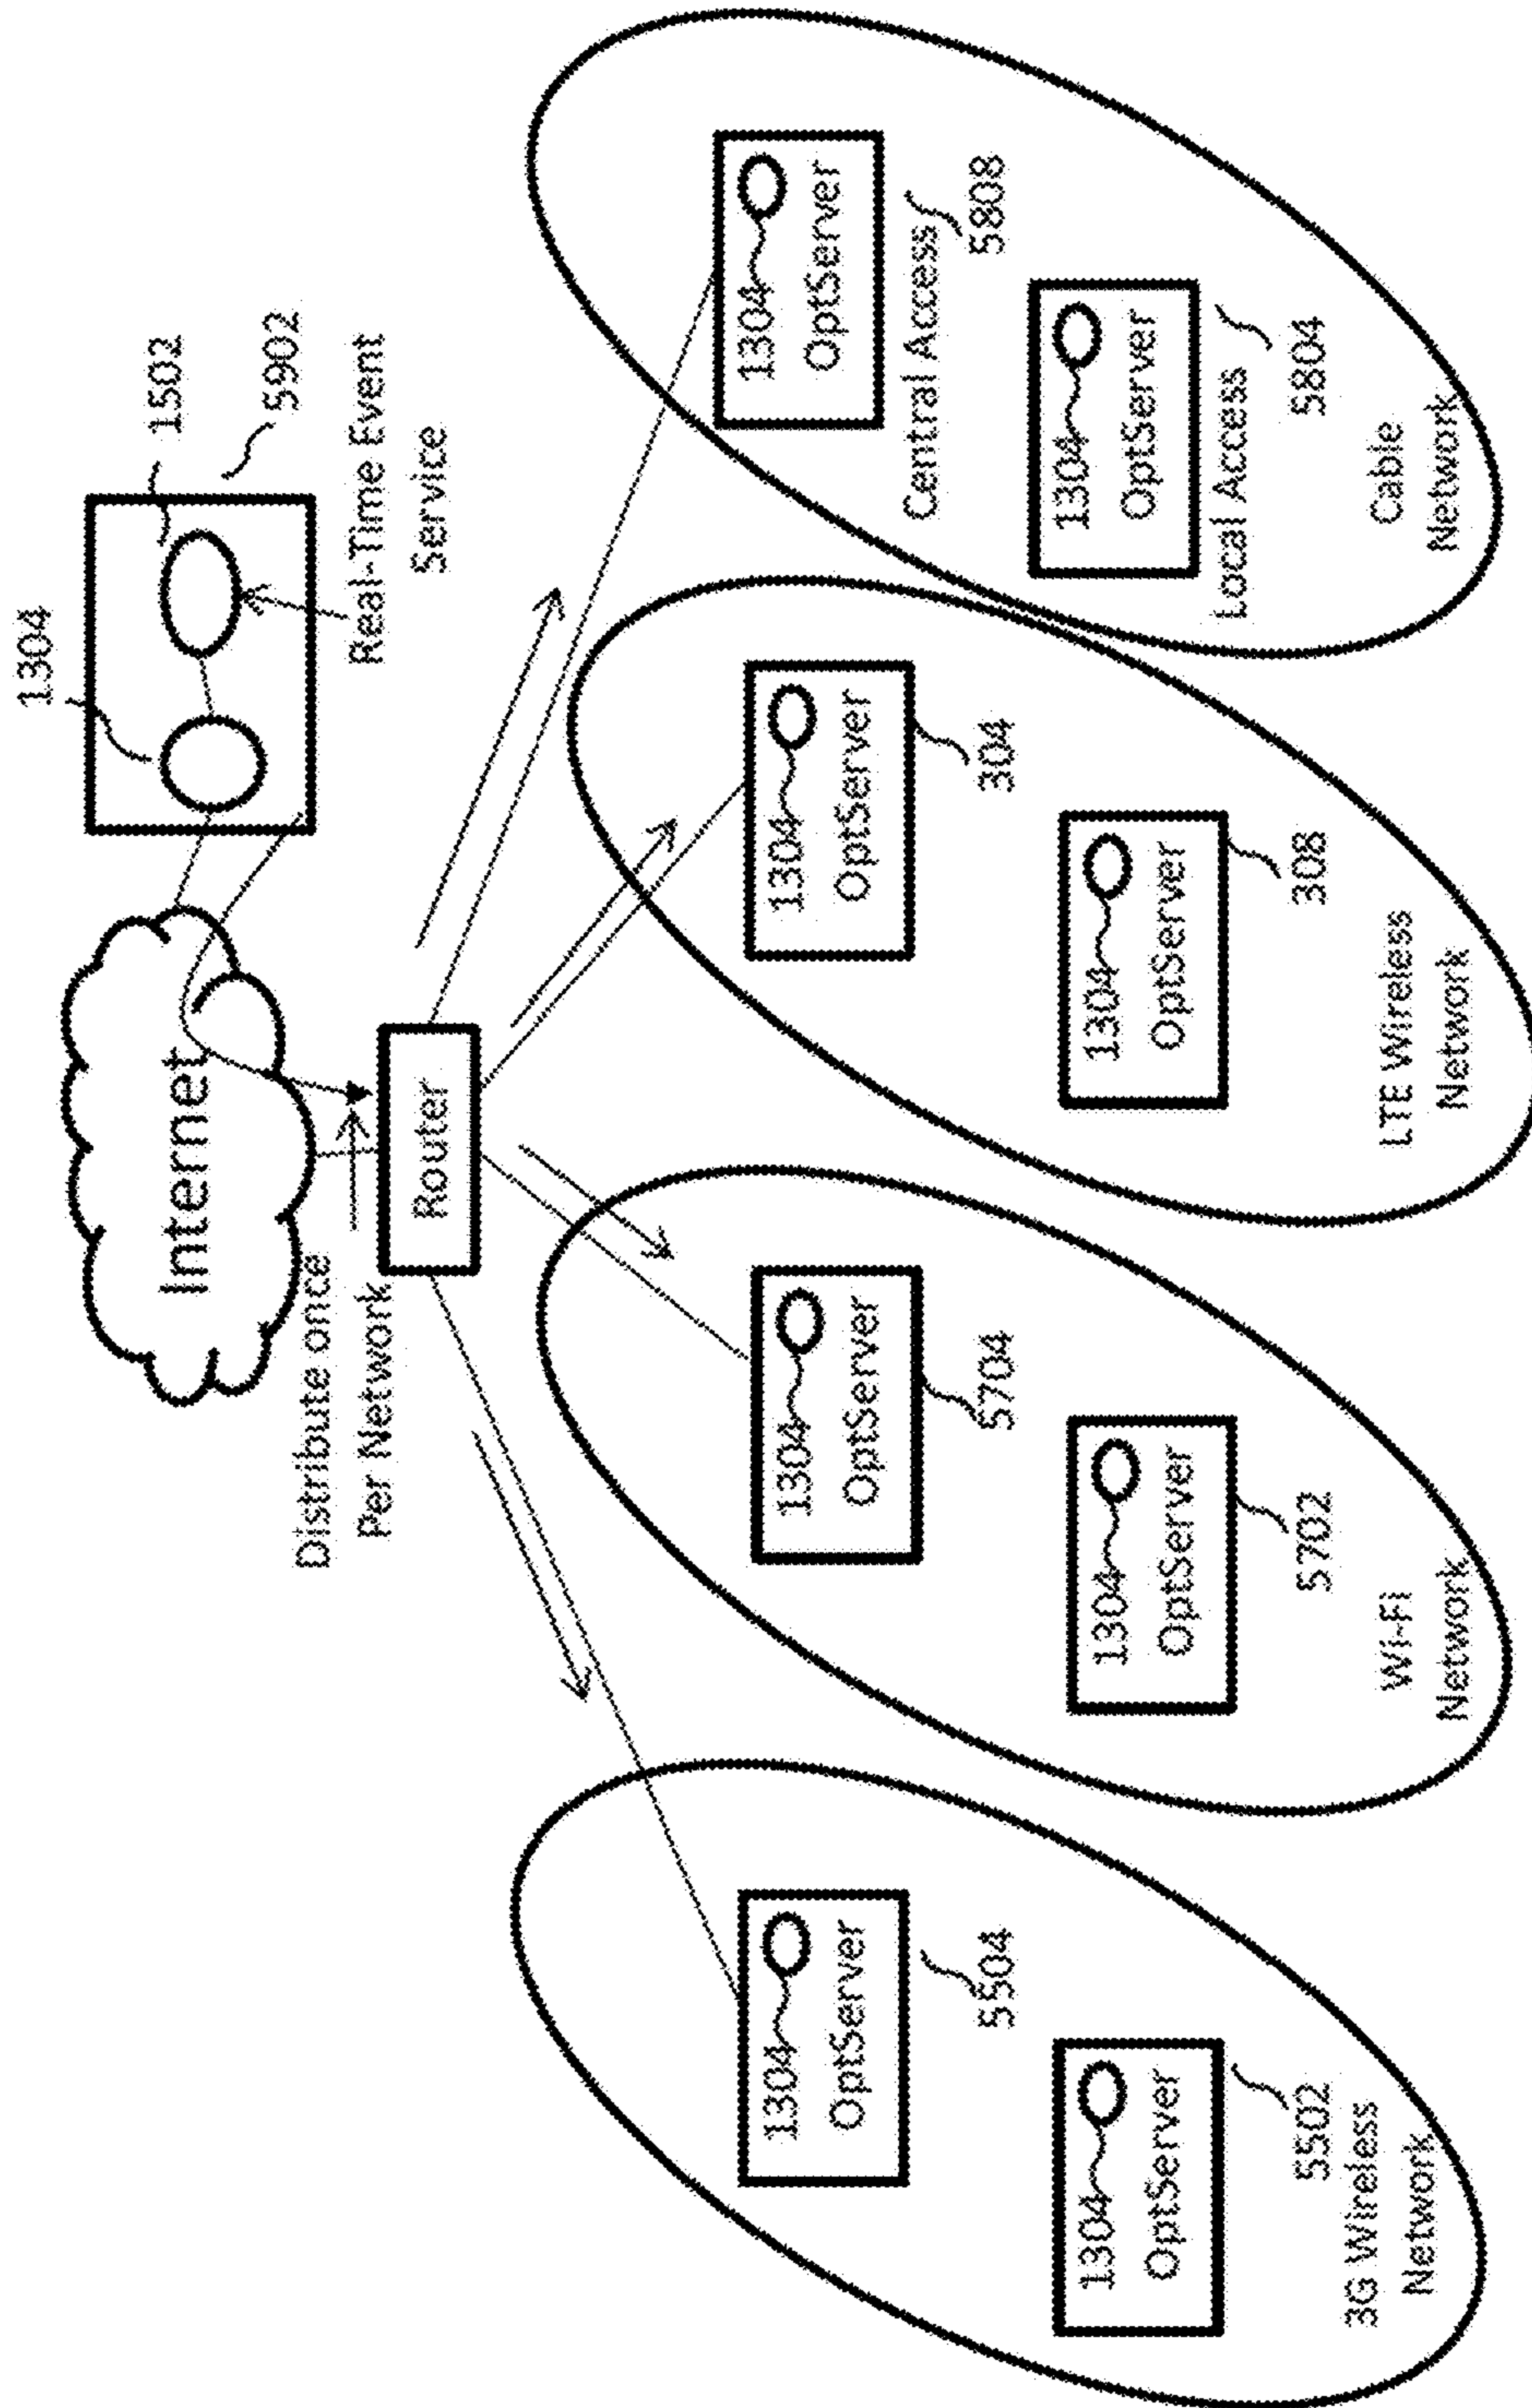 1304
1502
5902
Real-Time Event
Service
Internet
Distribute once
Per Network
Router
1304
OptServer
5504
1304
OptServer
5502
3G Wireless
Network
1304
OptServer
5704
1304
OptServer
5702
Wi-Fi
Network
1304
OptServer
304
1304
OptServer
308
LTE Wireless
Network
1304
OptServer
Central Access
5808
1304
OptServer
Local Access
5804
Cable
Network